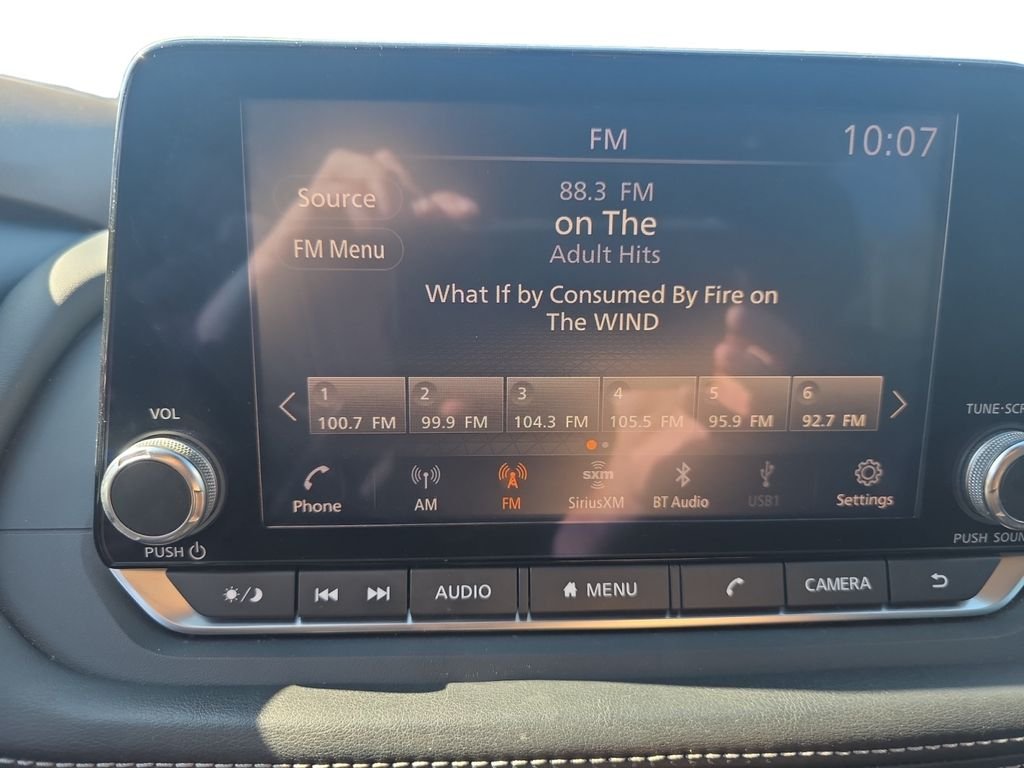 FM
10:07
Source
88.3 FM
on The
FM Menu
Adult Hits
What If by Consumed By Fire on
The WIND
1 2 3 4 5 6
100.7 FM 99.9 FM 104.3 FM 105.5 FM 95.9 FM 92.7 FM
VOL
TUNE·SCR
sxm
Phone AM FM SiriusXM BT Audio USB1 Settings
PUSH
PUSH SOUN
AUDIO MENU CAMERA